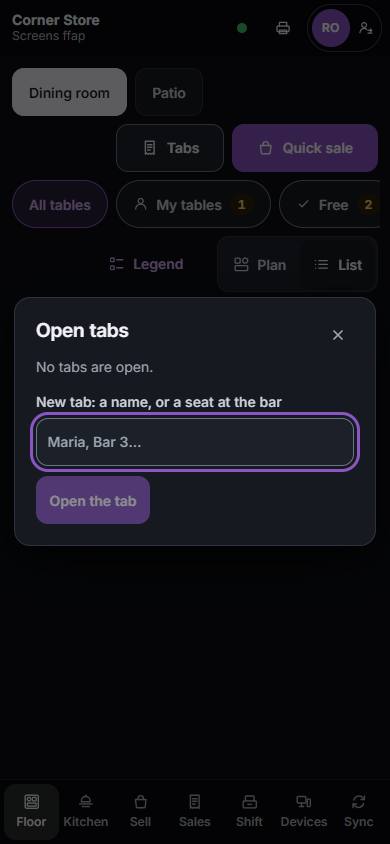 Corner Store
Screens ffap
RO
Dining room
Patio
Tabs
Quick sale
All tables
My tables 1
Free 2
Legend
Plan
List
Open tabs
No tabs are open.
New tab: a name, or a seat at the bar
Maria, Bar 3...
Open the tab
Floor
Kitchen
Sell
Sales
Shift
Devices
Sync